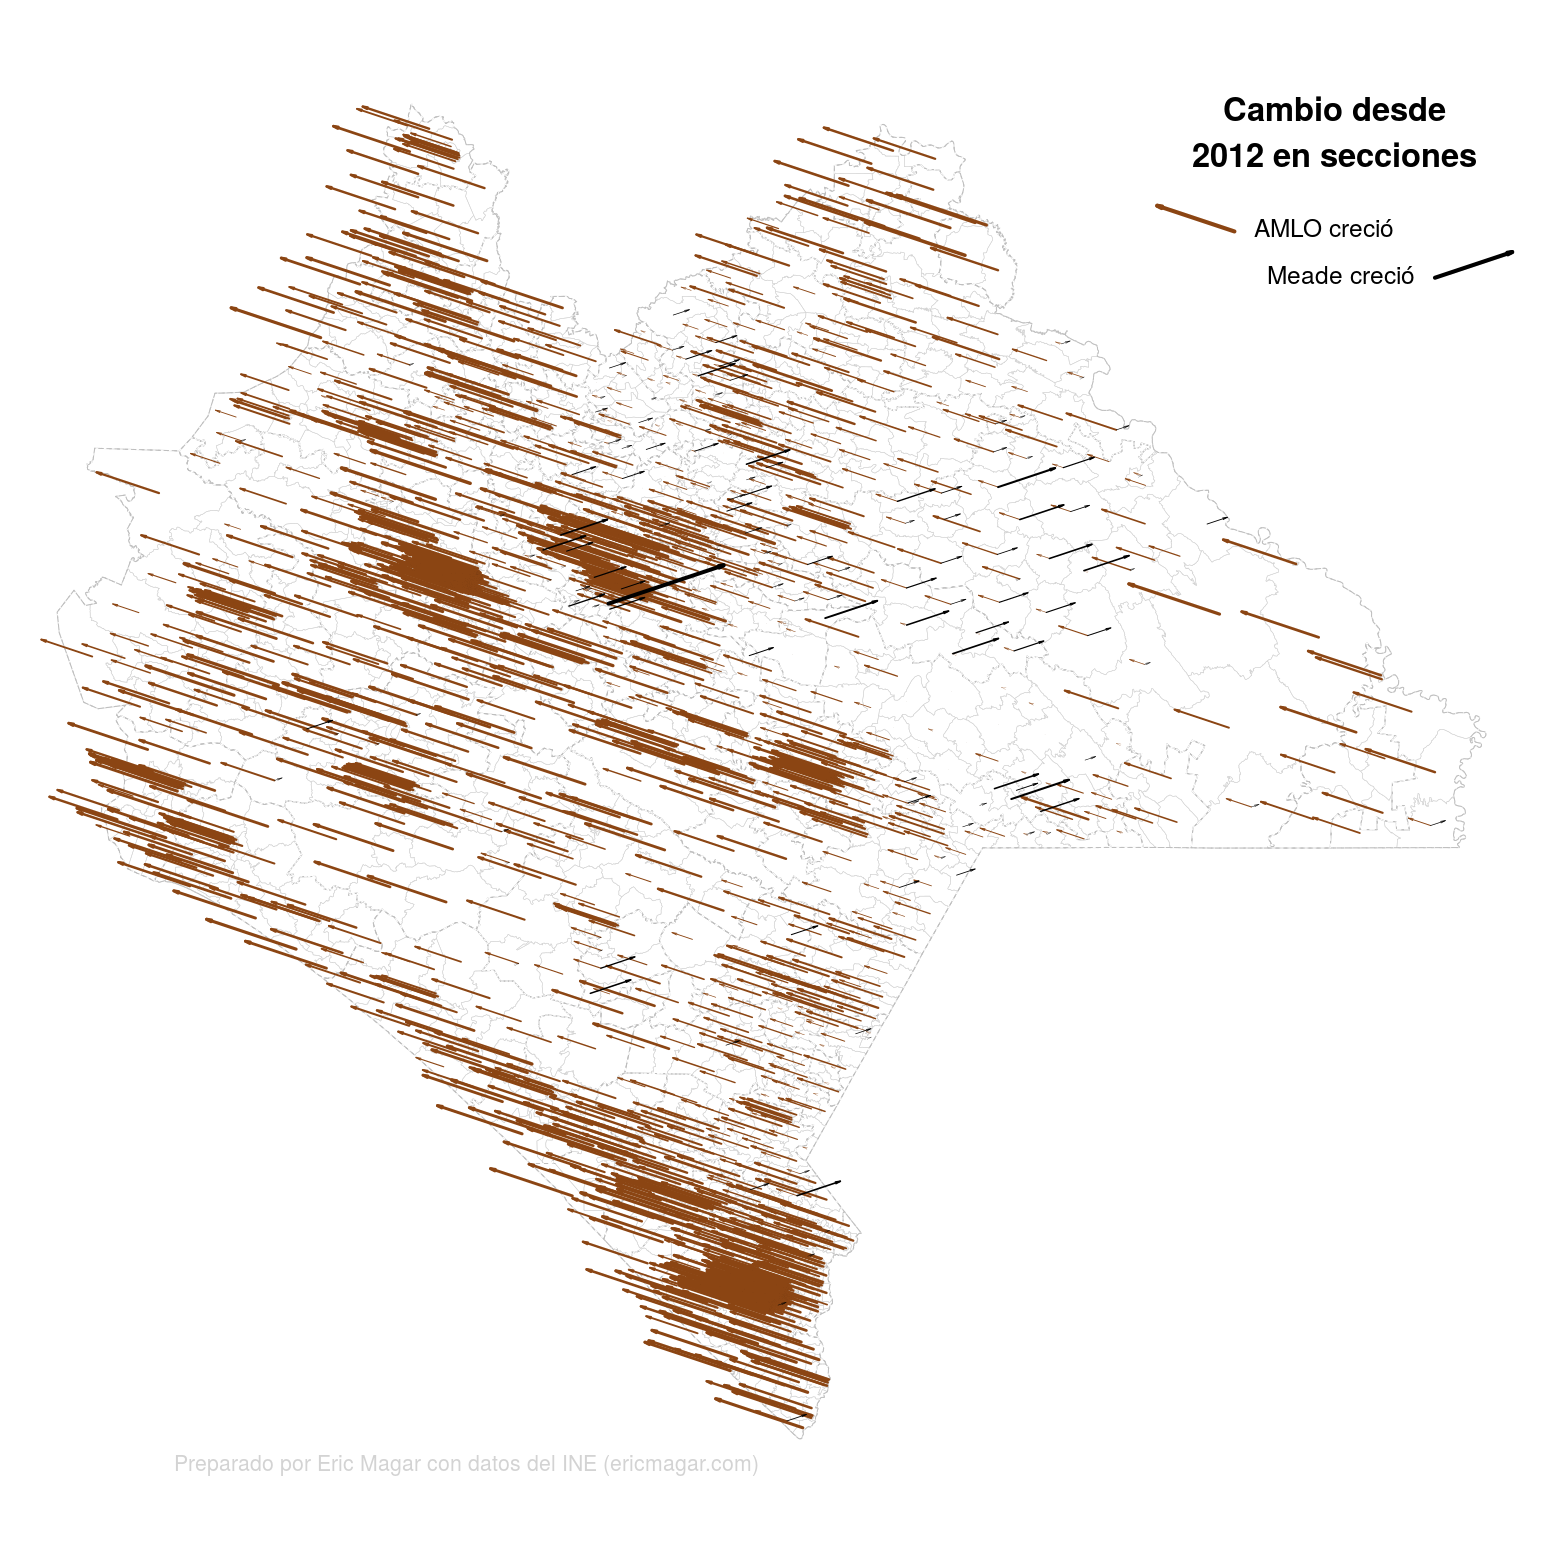 Cambio desde
2012 en secciones
AMLO creció
Meade creció
Preparado por Eric Magar con datos del INE (ericmagar.com)